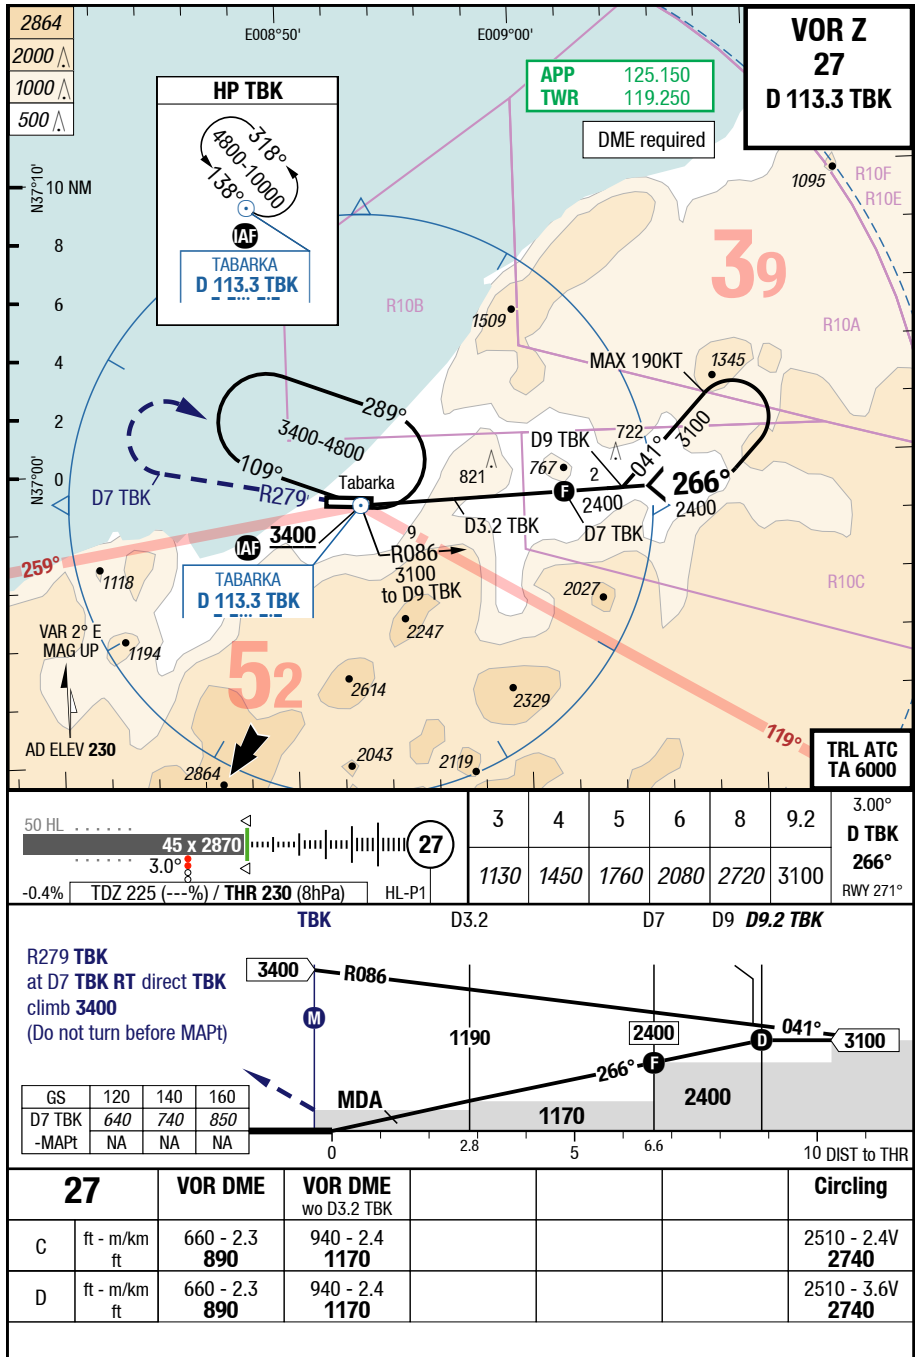 2864
2000
1000
500
E008°50'
E009°00'
VOR Z
27
D 113.3 TBK
APP 125.150
TWR 119.250
DME required
HP TBK
318°
4800-10000
138°
IAF
TABARKA
D 113.3 TBK
N37°10'
10 NM
8
6
4
2
0
N37°00'
1095
R10F
R10E
39
R10B
R10A
1509
MAX 190KT
1345
289°
3400-4800
109°
D9 TBK
722
041°
3100
767
2
821
266°
2400
2400
D7 TBK
R279
Tabarka
F
D3.2 TBK
D7 TBK
IAF
3400
9
R086
3100
to D9 TBK
259°
TABARKA
D 113.3 TBK
1118
2027
R10C
VAR 2° E
MAG UP
1194
2247
52
2614
2329
AD ELEV 230
119°
2864
2043
2119
TRL ATC
TA 6000
50 HL
45 x 2870
27
3.0°
-0.4%
TDZ 225 (---%) / THR 230 (8hPa)
HL-P1
3 4 5 6 8 9.2
1130 1450 1760 2080 2720 3100
3.00°
D TBK
266°
RWY 271°
TBK D3.2 D7 D9 D9.2 TBK
R279 TBK
at D7 TBK RT direct TBK
climb 3400
(Do not turn before MAPt)
3400
R086
M
1190
2400
041°
D
3100
266°
F
MDA
1170
2400
GS 120 140 160
D7 TBK 640 740 850
-MAPt NA NA NA
0 2.8 5 6.6 10 DIST to THR
27 VOR DME VOR DME Circling
wo D3.2 TBK
C ft - m/km 660 - 2.3 940 - 2.4 2510 - 2.4V
ft 890 1170 2740
D ft - m/km 660 - 2.3 940 - 2.4 2510 - 3.6V
ft 890 1170 2740